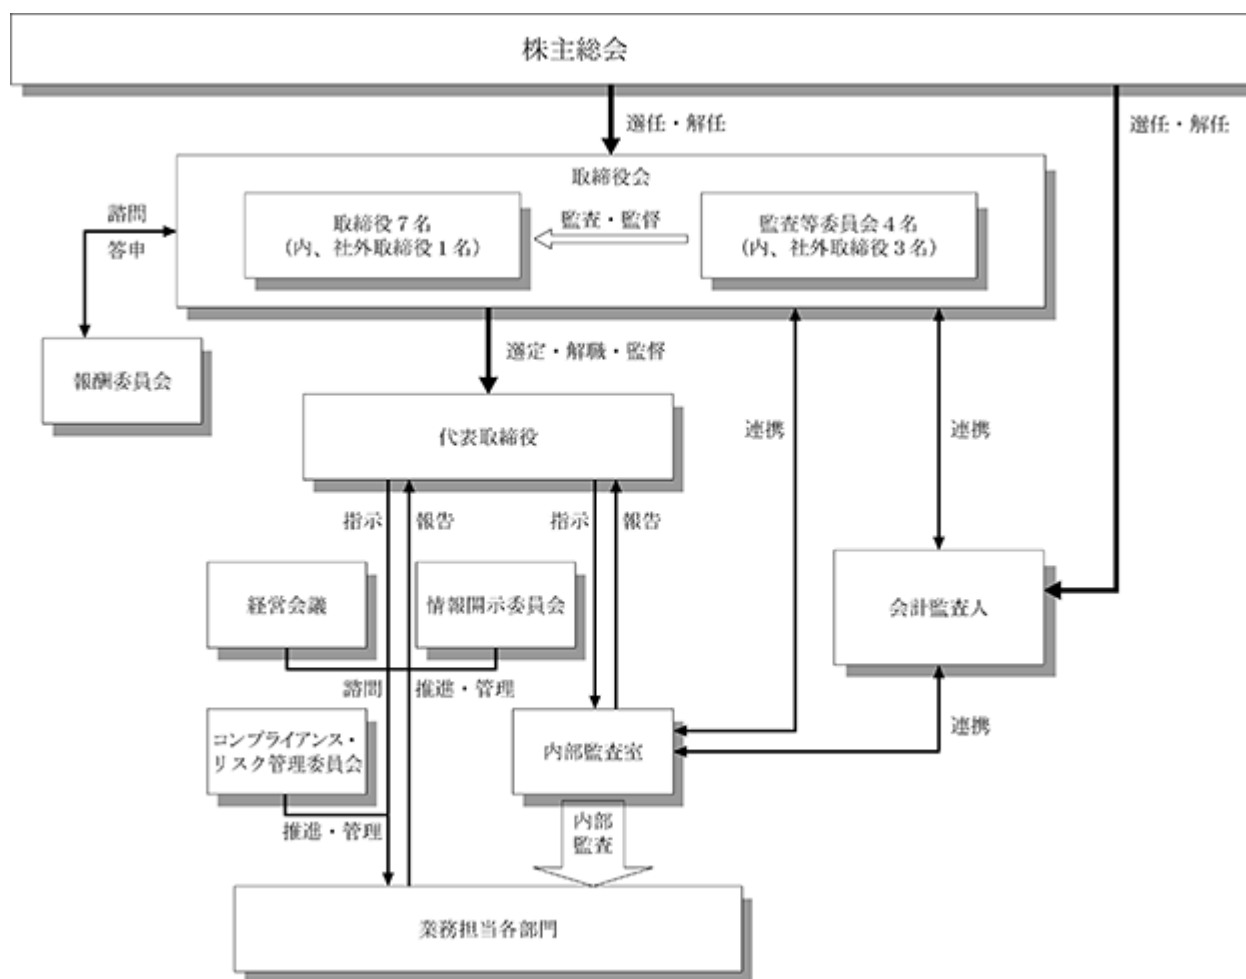 株主総会
選任・解任
選任・解任
取締役会
取締役7名
(内、社外取締役1名)
監査・監督
監査等委員会4名
(内、社外取締役3名)
諮問
答申
報酬委員会
選定・解職・監督
代表取締役
連携
連携
指示
報告
指示
報告
経営会議
情報開示委員会
会計監査人
諮問
推進・管理
コンプライアンス・
リスク管理委員会
内部監査室
連携
推進・管理
内部
監査
業務担当各部門